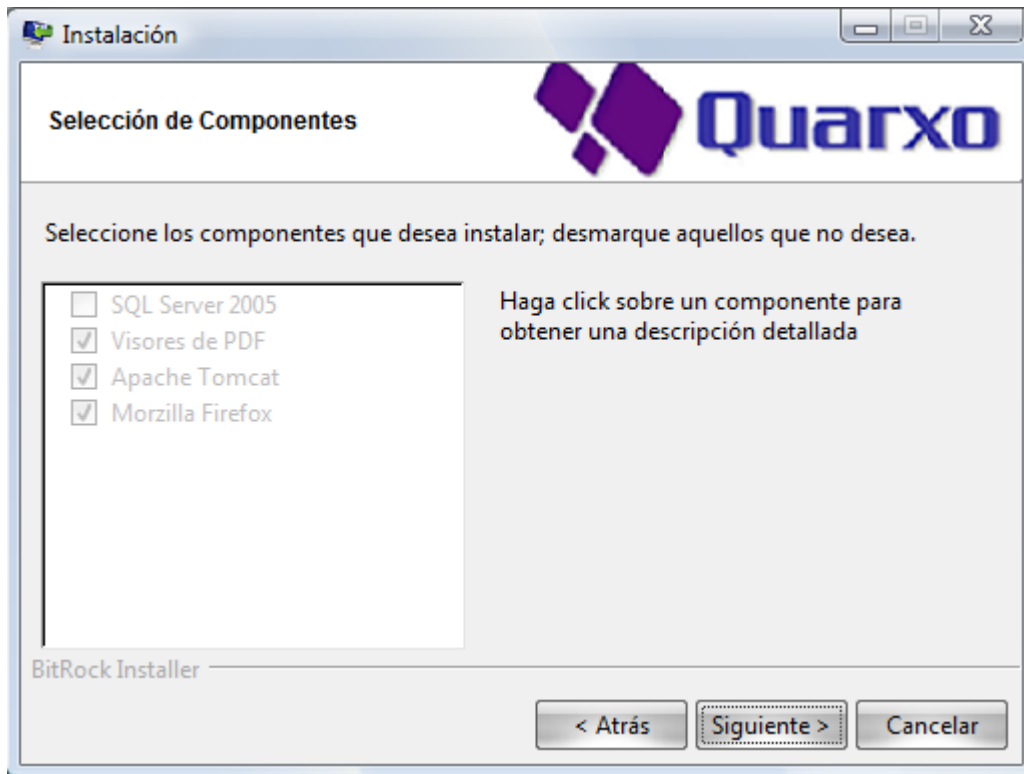 Instalación
Selección de Componentes
Quarxo
Seleccione los componentes que desea instalar; desmarque aquellos que no desea.
SQL Server 2005
Visores de PDF
Apache Tomcat
Morzilla Firefox
Haga click sobre un componente para
obtener una descripción detallada
BitRock Installer
< Atrás
Siguiente >
Cancelar